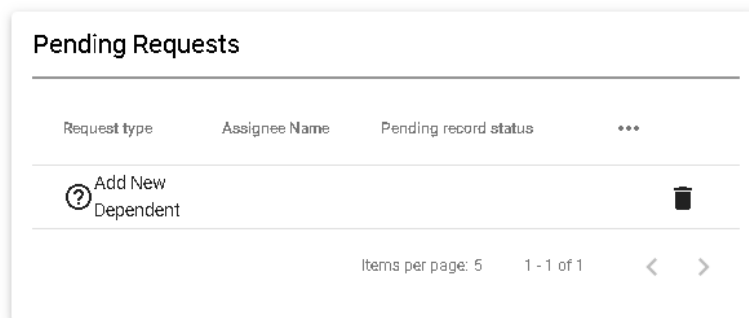 Pending Requests
Request type Assignee Name Pending record status •••
Add New
Dependent
Items per page: 5 1 - 1 of 1